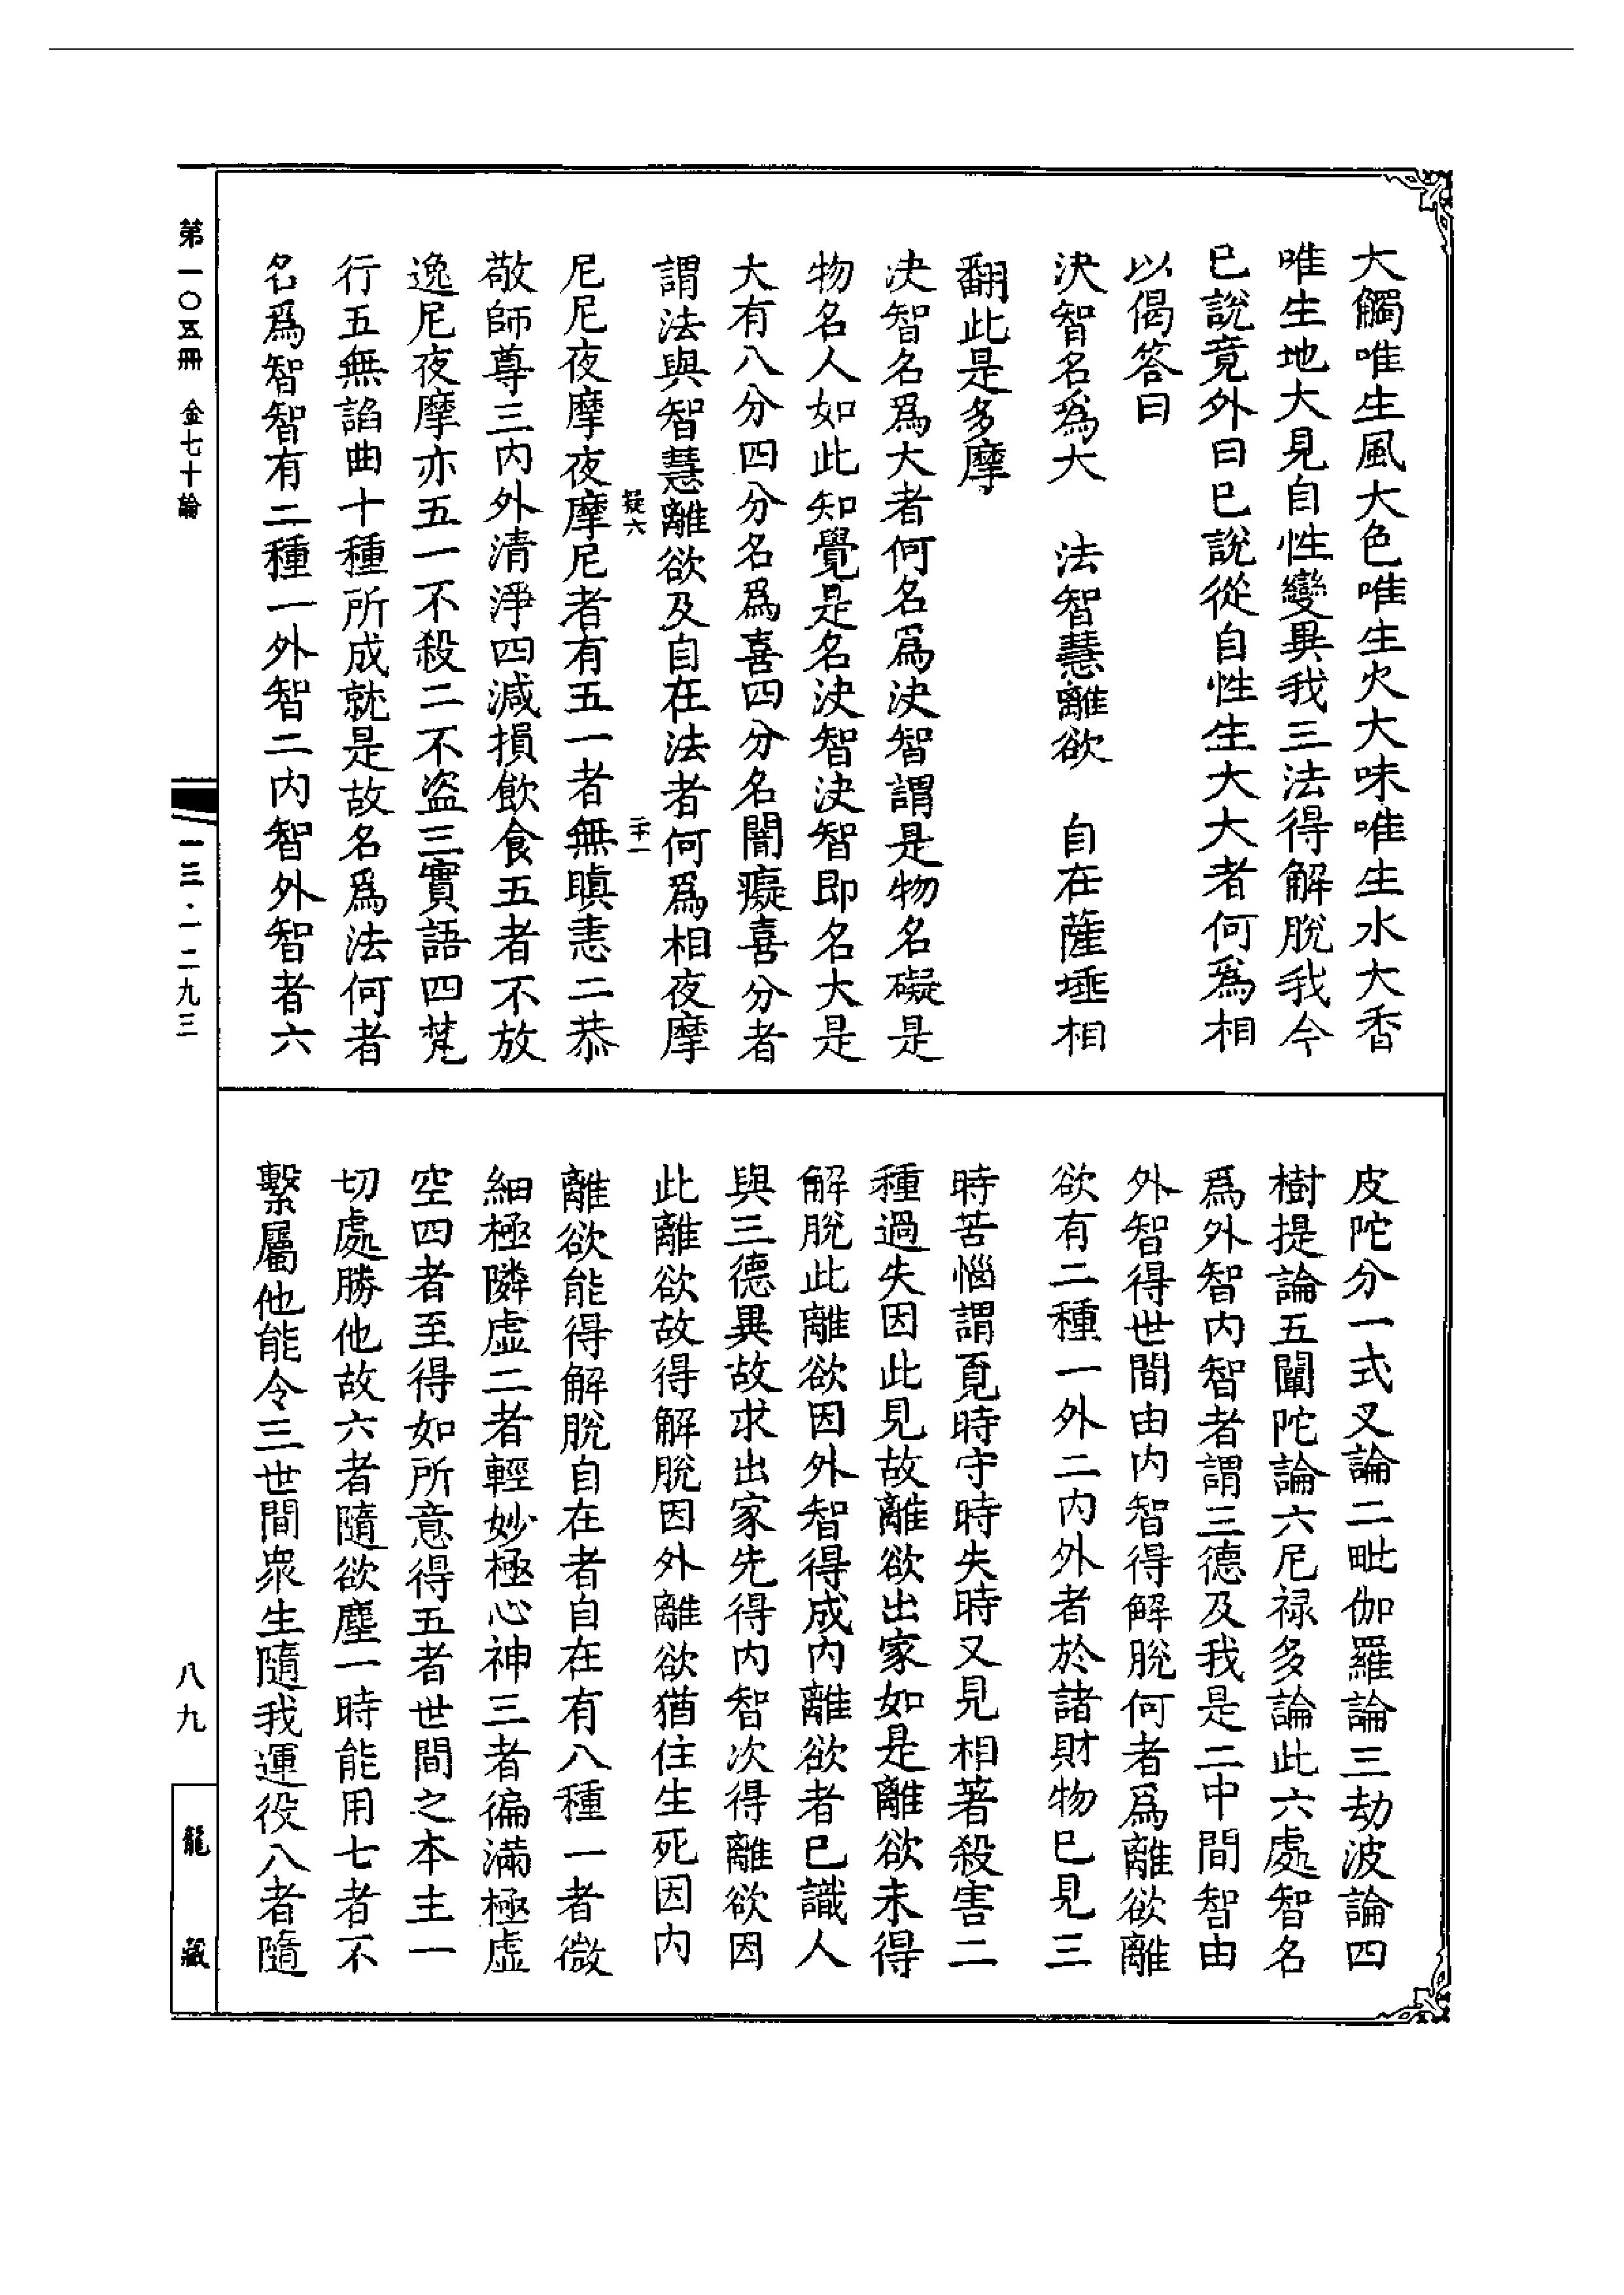 大觸唯生風大色唯生火大味唯生水大香
唯生地大見自性變異我三法得解脫我今
已說竟外曰已說從自性生大大者何爲相
以偈答曰
決智名爲大　法智慧離欲　自在薩埵相
翻此是多摩
決智名爲大者何名爲決智謂是物名礙是
物名人如此知覺是名決智決智即名大是
大有八分四分名爲喜四分名闇癡喜分者
謂法與智慧離欲及自在法者何爲相夜摩
疑六
二十一
尼尼夜摩夜摩尼者有五一者無瞋恚二恭
敬師尊三內外清淨四減損飲食五者不放
逸尼夜摩亦五一不殺二不盜三實語四梵
行五無諂曲十種所成就是故名爲法何者
名爲智智有二種一外智二內智外智者六
皮陀分一式叉論二毗伽羅論三劫波論四
樹提論五闡陀論六尼祿多論此六處智名
爲外智內智者謂三德及我是二中間智由
外智得世間由內智得解脫何者爲離欲離
欲有二種一外二內外者於諸財物已見三
時苦惱謂覓時守時失時又見相著殺害二
種過失因此見故離欲出家如是離欲未得
解脫此離欲因外智得成內離欲者已識人
與三德異故求出家先得內智次得離欲因
此離欲故得解脫因外離欲猶住生死因內
離欲能得解脫自在者自在有八種一者微
細極隣虛二者輕妙極心神三者徧滿極虛
空四者至得如所意得五者世間之本主一
切處勝他故六者隨欲塵一時能用七者不
繫屬他能令三世間眾生隨我運役八者隨
第一〇五冊　金七十論
一三·一二九三
八九
龍藏